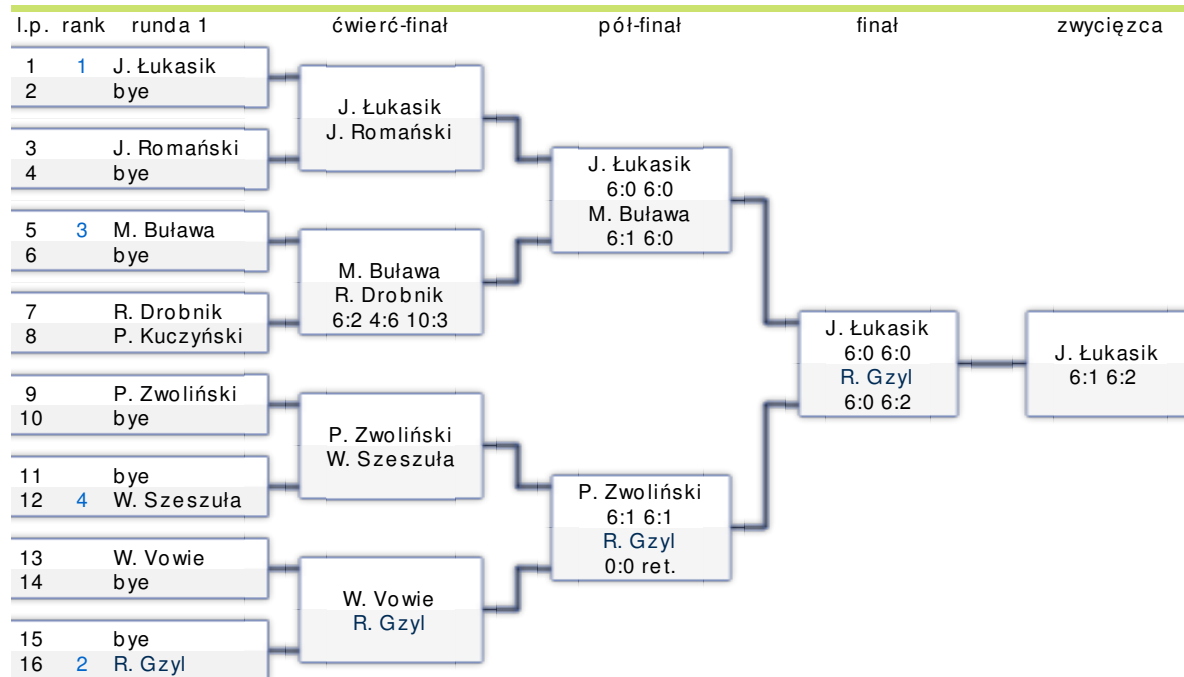 l.p. rank runda 1 ćwierć-finał pół-finał finał zwycięzca
1 1 J. Łukasik
2 bye
3 J. Romański
4 bye
5 3 M. Buława
6 bye
7 R. Drobnik
8 P. Kuczyński
9 P. Zwoliński
10 bye
11 bye
12 4 W. Szeszuła
13 W. Vowie
14 bye
15 bye
16 2 R. Gzyl
J. Łukasik
J. Romański
M. Buława
R. Drobnik
6:2 4:6 10:3
P. Zwoliński
W. Szeszuła
W. Vowie
R. Gzyl
J. Łukasik
6:0 6:0
M. Buława
6:1 6:0
P. Zwoliński
6:1 6:1
R. Gzyl
0:0 ret.
J. Łukasik
6:0 6:0
R. Gzyl
6:0 6:2
J. Łukasik
6:1 6:2